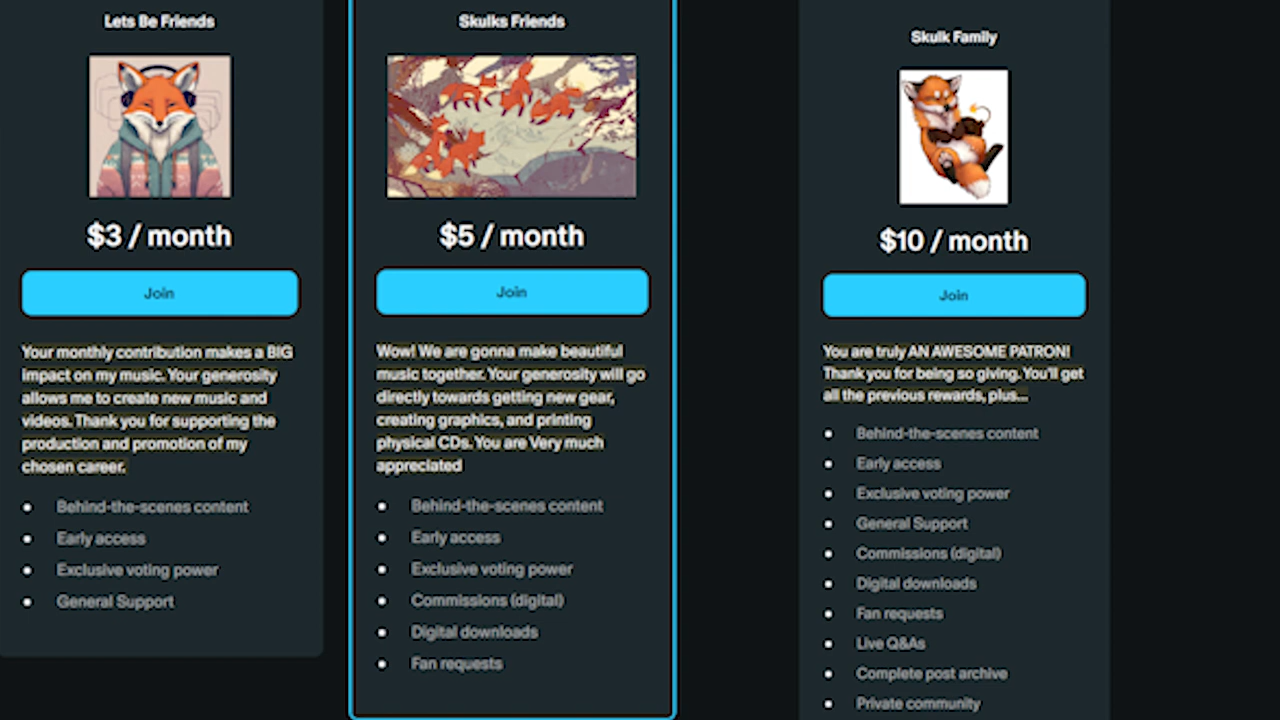 Lets Be Friends
$3 / month
Join
Your monthly contribution makes a BIG
impact on my music. Your generosity
allows me to create new music and
videos. Thank you for supporting the
production and promotion of my
chosen career.
Behind-the-scenes content
Early access
Exclusive voting power
General Support
Skulks Friends
$5 / month
Join
Wow! We are gonna make beautiful
music together. Your generosity will go
directly towards getting new gear,
creating graphics, and printing
physical CDs. You are Very much
appreciated
Behind-the-scenes content
Early access
Exclusive voting power
Commissions (digital)
Digital downloads
Fan requests
Skulk Family
$10 / month
Join
You are truly AN AWESOME PATRON!
Thank you for being so giving. You'll get
all the previous rewards, plus...
Behind-the-scenes content
Early access
Exclusive voting power
General Support
Commissions (digital)
Digital downloads
Fan requests
Live Q&As
Complete post archive
Private community